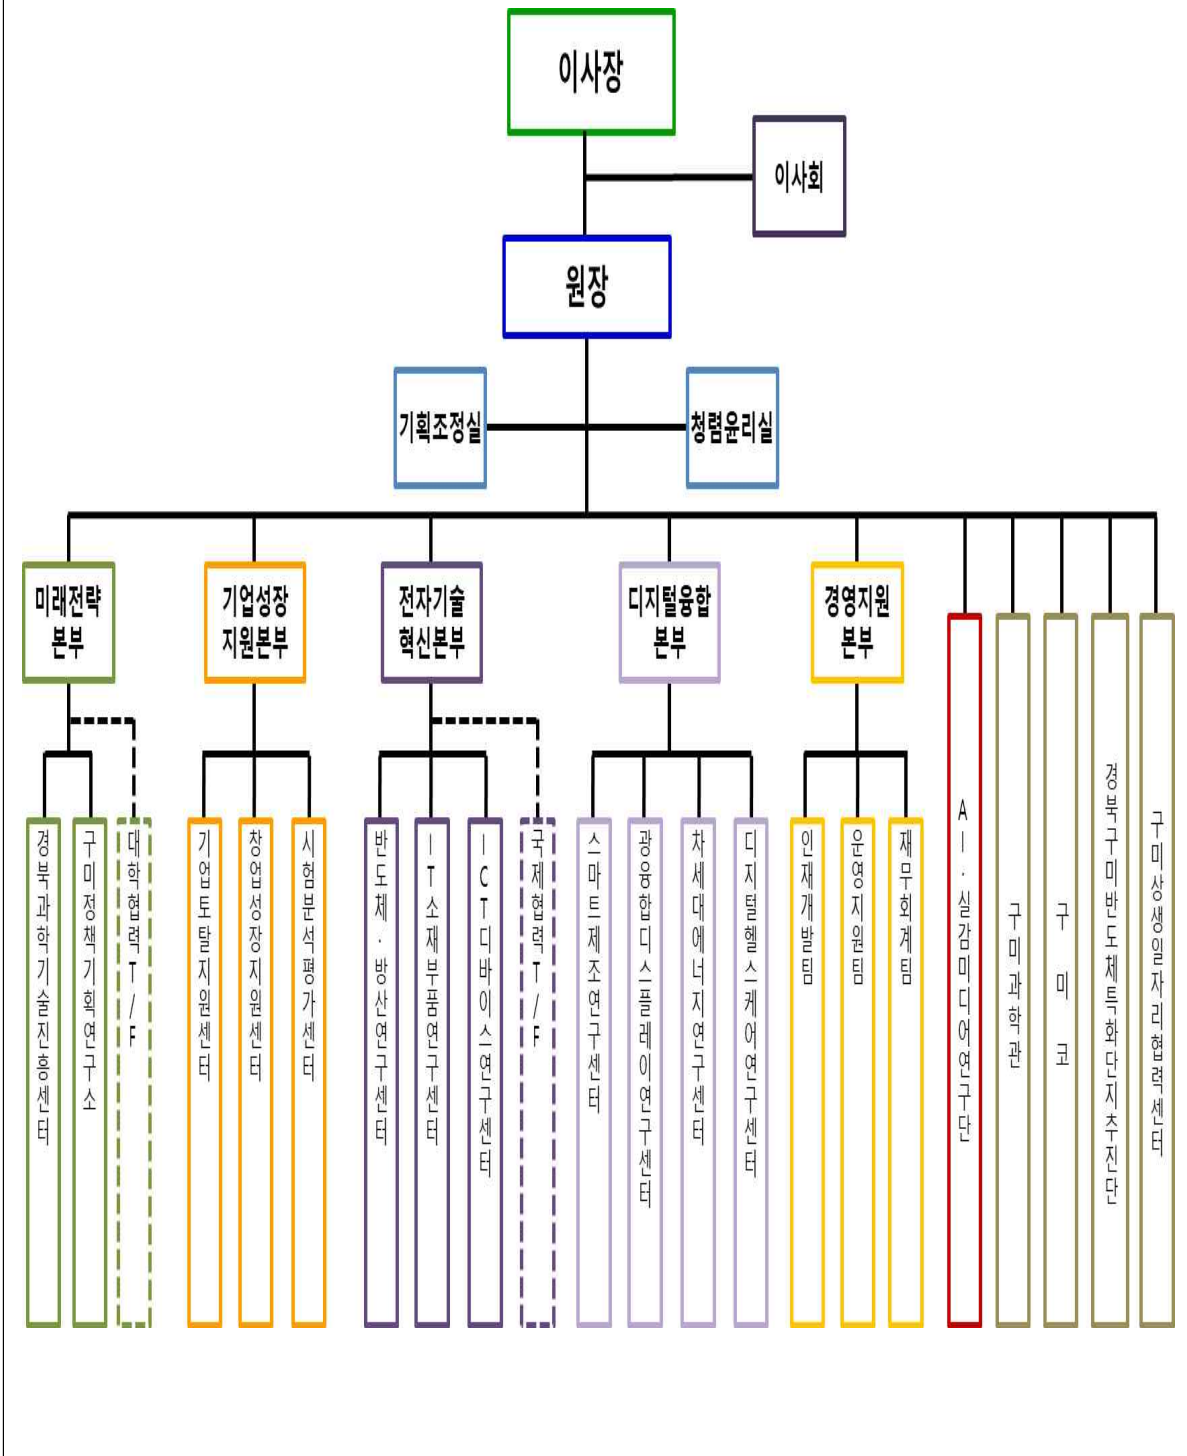 이사장
이사회
원장
기획조정실
청렴윤리실
미래전략
본부
기업성장
지원본부
전자기술
혁신본부
디지털융합
본부
경영지원
본부
경북과학기술진흥센터
구미정책기획연구소
대학협력T/F
기업토탈지원센터
창업성장지원센터
시험분석평가센터
반도체·방산연구센터
IT소재부품연구센터
ICT디바이스연구센터
국제협력T/F
스마트제조연구센터
광융합디스플레이연구센터
차세대에너지연구센터
디지털헬스케어연구센터
인재개발팀
운영지원팀
재무회계팀
AI·실감미디어연구단
구미과학관
구미코
경북구미반도체특화단지추진단
구미상생일자리협력센터